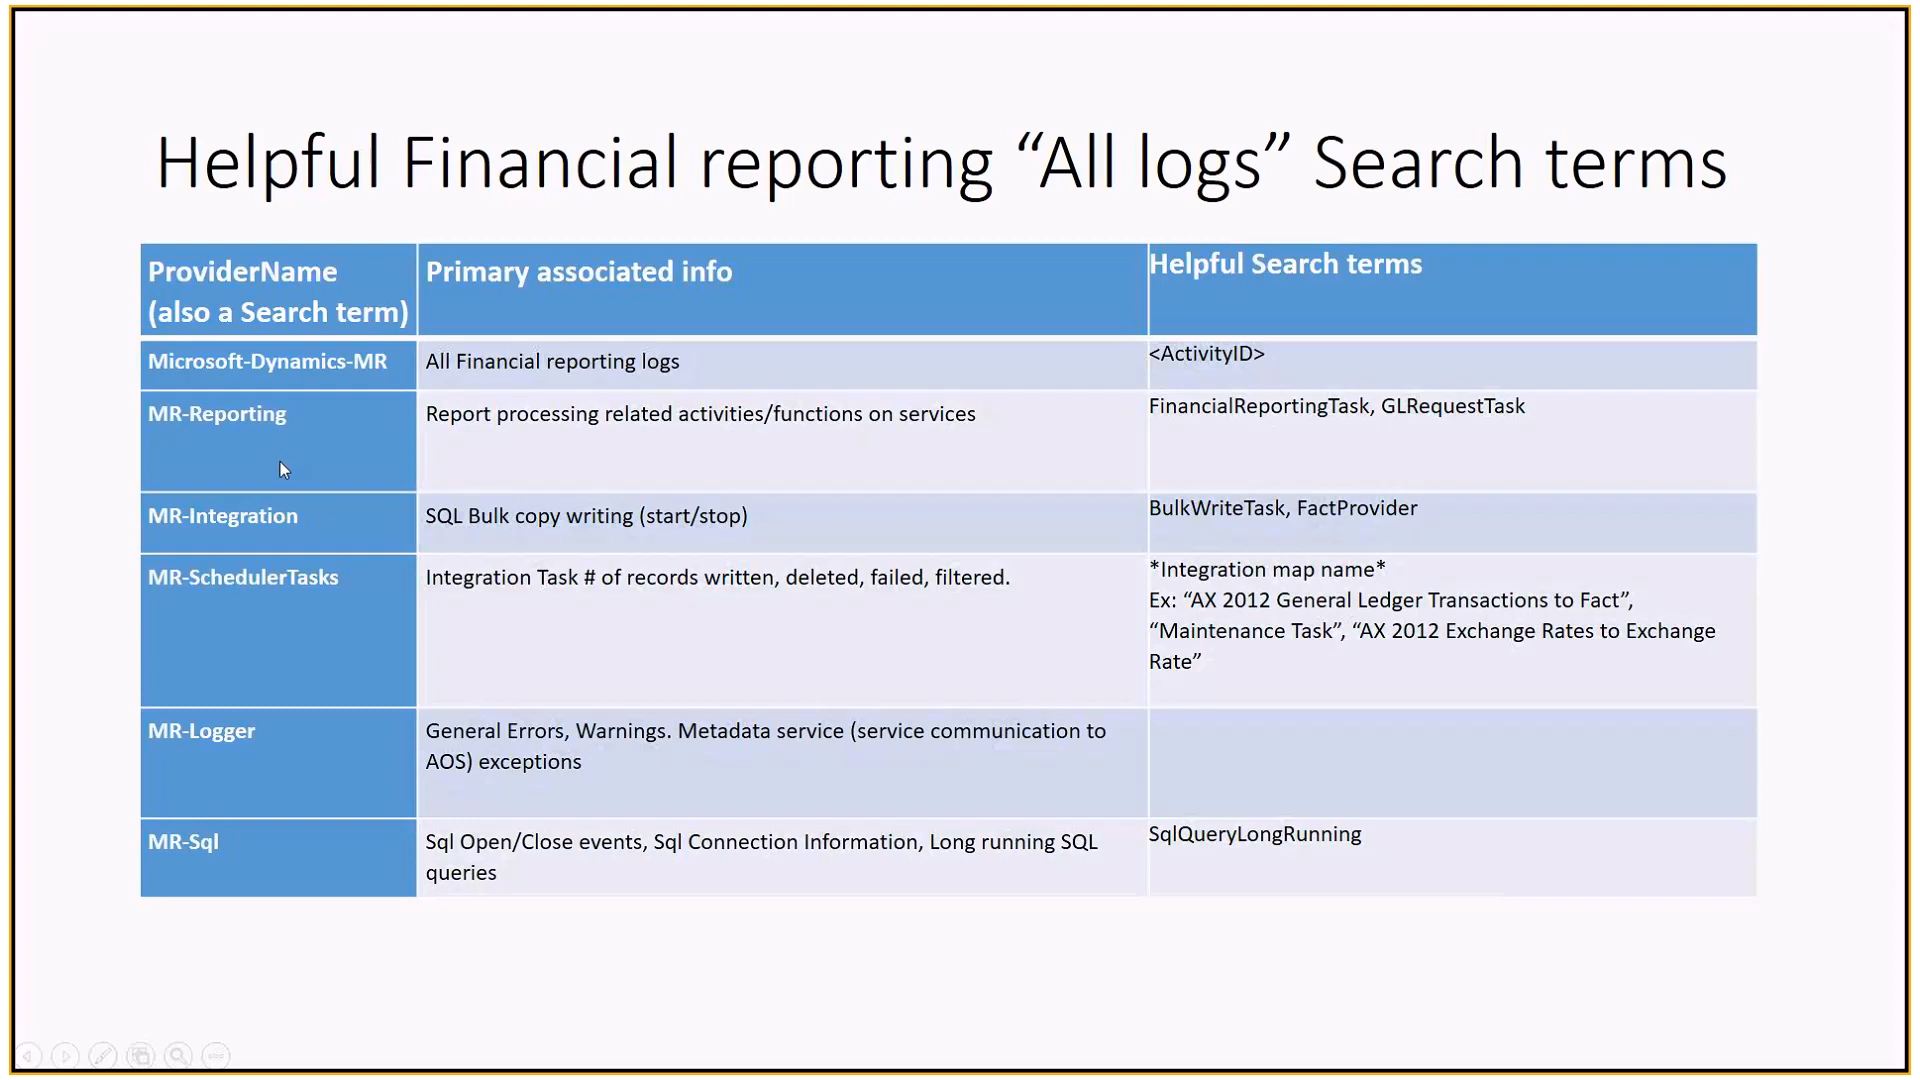 Helpful Financial reporting “All logs” Search terms
ProviderName
(also a Search term)
Primary associated info
Helpful Search terms
Microsoft-Dynamics-MR
All Financial reporting logs
<ActivityID>
MR-Reporting
Report processing related activities/functions on services
FinancialReportingTask, GLRequestTask
MR-Integration
SQL Bulk copy writing (start/stop)
BulkWriteTask, FactProvider
MR-SchedulerTasks
Integration Task # of records written, deleted, failed, filtered.
*Integration map name*
Ex: “AX 2012 General Ledger Transactions to Fact”,
“Maintenance Task”, “AX 2012 Exchange Rates to Exchange
Rate”
MR-Logger
General Errors, Warnings. Metadata service (service communication to
AOS) exceptions
MR-Sql
Sql Open/Close events, Sql Connection Information, Long running SQL
queries
SqlQueryLongRunning